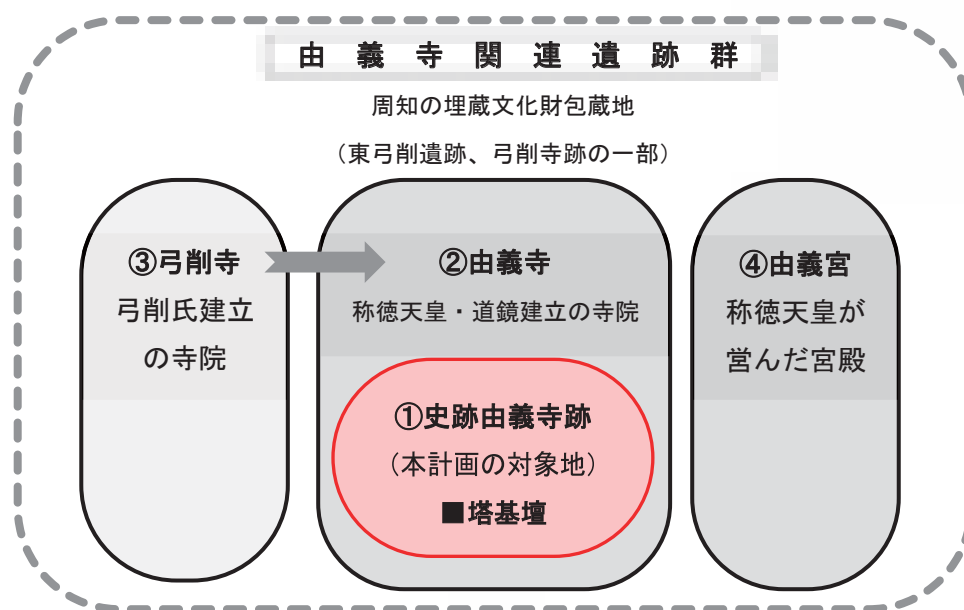 由義寺関連遺跡群
周知の埋蔵文化財包蔵地
（東弓削遺跡、弓削寺跡の一部）
③弓削寺
弓削氏建立
の寺院
②由義寺
称徳天皇・道鏡建立の寺院
①史跡由義寺跡
（本計画の対象地）
■塔基壇
④由義宮
称徳天皇が
営んだ宮殿